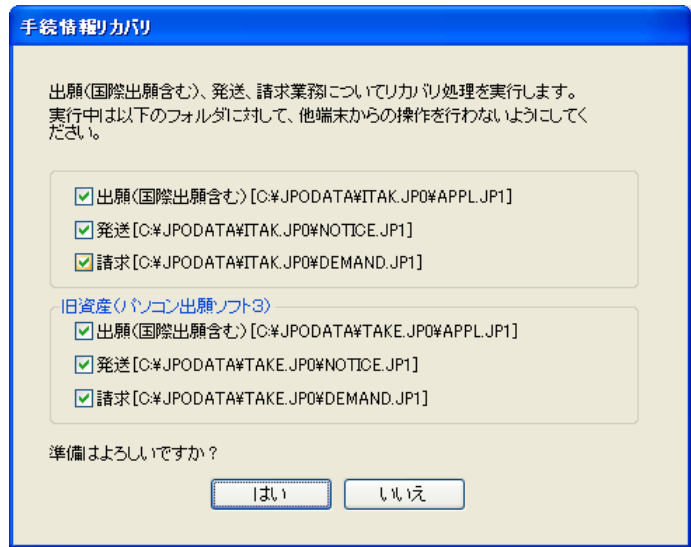 手続情報リカバリ
出願(国際出願含む)、発送、請求業務についてリカバリ処理を実行します。
実行中は以下のフォルダに対して、他端末からの操作を行わないようにしてく
ださい。
出願(国際出願含む)[C:¥JPODATA¥ITAK.JP0¥APPL.JP1]
発送[C:¥JPODATA¥ITAK.JP0¥NOTICE.JP1]
請求[C:¥JPODATA¥ITAK.JP0¥DEMAND.JP1]
旧資産(パソコン出願ソフト3)
出願(国際出願含む)[C:¥JPODATA¥TAKE.JP0¥APPL.JP1]
発送[C:¥JPODATA¥TAKE.JP0¥NOTICE.JP1]
請求[C:¥JPODATA¥TAKE.JP0¥DEMAND.JP1]
準備はよろしいですか?
はい いいえ